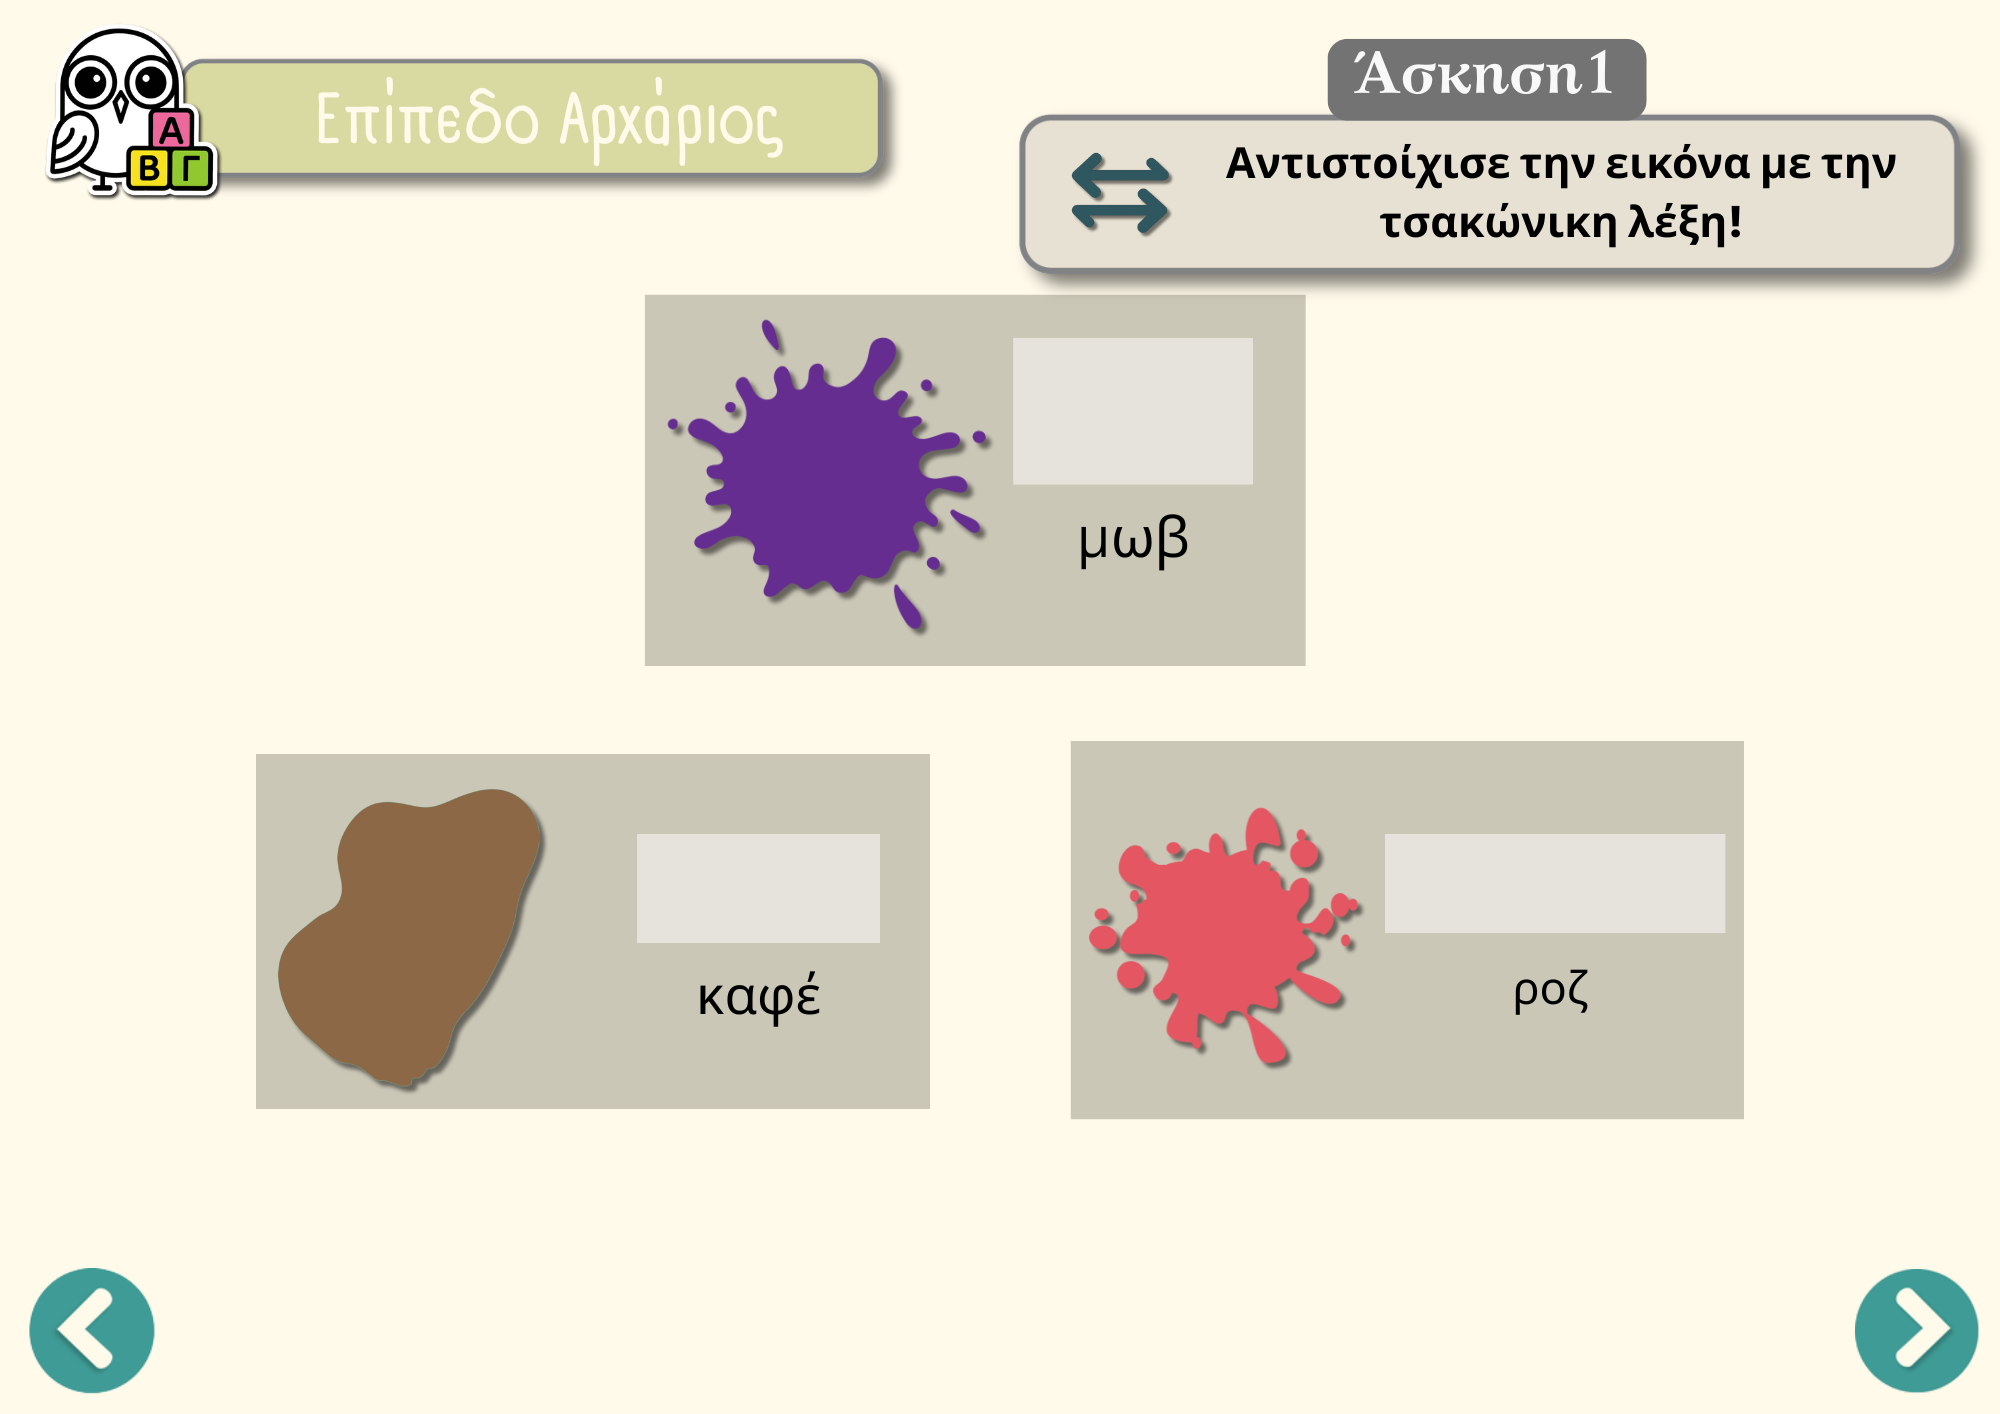 Επίπεδο Αρχάριος
Α
Β Γ
Άσκηση 1
Αντιστοίχισε την εικόνα με την
τσακώνικη λέξη!
μωβ
καφέ
ροζ